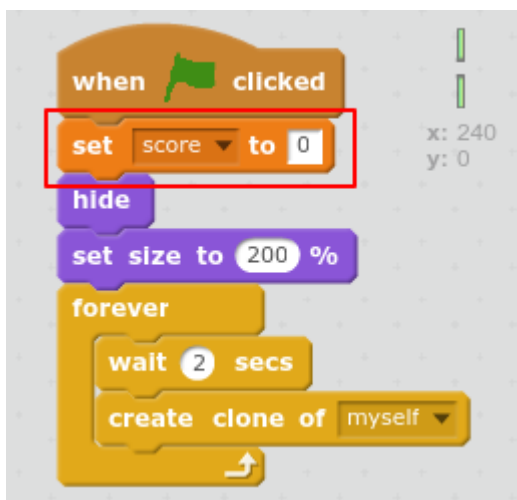 when clicked
set score to 0
x: 240
y: 0
hide
set size to 200 %
forever
wait 2 secs
create clone of myself